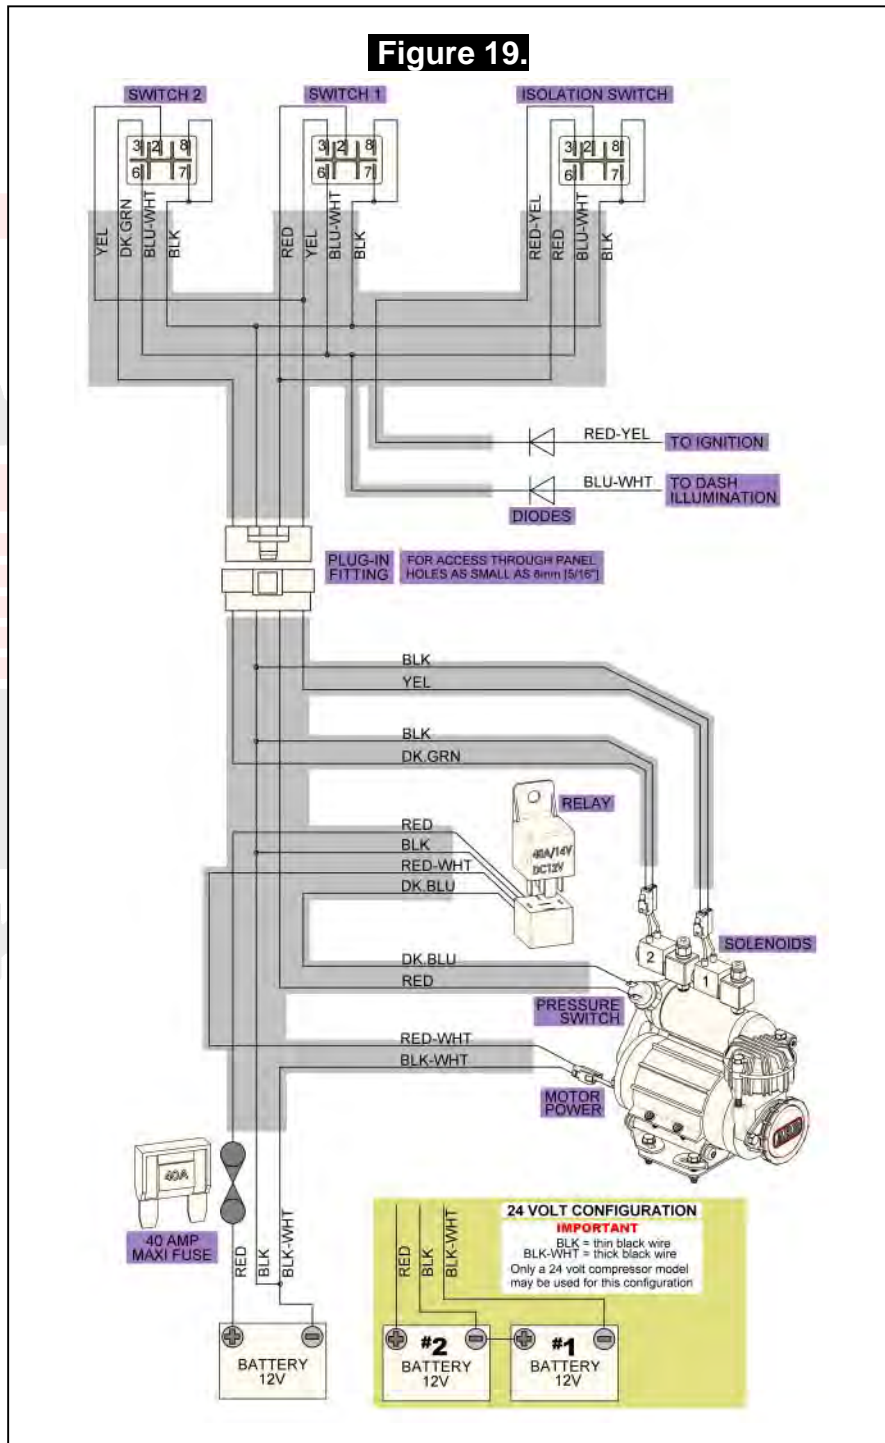 Figure 19.
SWITCH 2
SWITCH 1
ISOLATION SWITCH
3 2 8
6 7
3 2 8
6 7
3 2 8
6 7
YEL
DK.GRN
BLU-WHT
BLK
RED
YEL
BLU-WHT
BLK
RED-YEL
RED
BLU-WHT
BLK
RED-YEL
TO IGNITION
BLU-WHT
TO DASH
ILLUMINATION
DIODES
PLUG-IN
FITTING
FOR ACCESS THROUGH PANEL
HOLES AS SMALL AS 8mm [5/16"]
BLK
YEL
BLK
DK.GRN
RELAY
40A/14V
DC12V
RED
BLK
RED-WHT
DK.BLU
SOLENOIDS
2
1
DK.BLU
RED
PRESSURE
SWITCH
RED-WHT
BLK-WHT
MOTOR
POWER
ARB
40A
40 AMP
MAXI FUSE
RED
BLK
BLK-WHT
+ −
BATTERY
12V
24 VOLT CONFIGURATION
IMPORTANT
BLK = thin black wire
BLK-WHT = thick black wire
Only a 24 volt compressor model
may be used for this configuration
RED
BLK
BLK-WHT
+ #2 −
BATTERY
12V
+ #1 −
BATTERY
12V